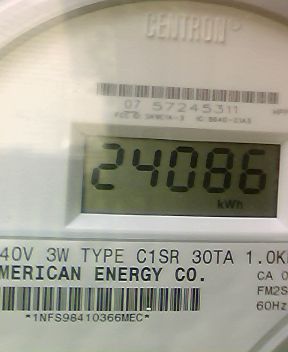 CENTRON®
07 57245311
24086
kWh
40V 3W TYPE C1SR 30TA 1.0K
MERICAN ENERGY CO.
CA 0
FM2S
60Hz
*1NFS98410366MEC*